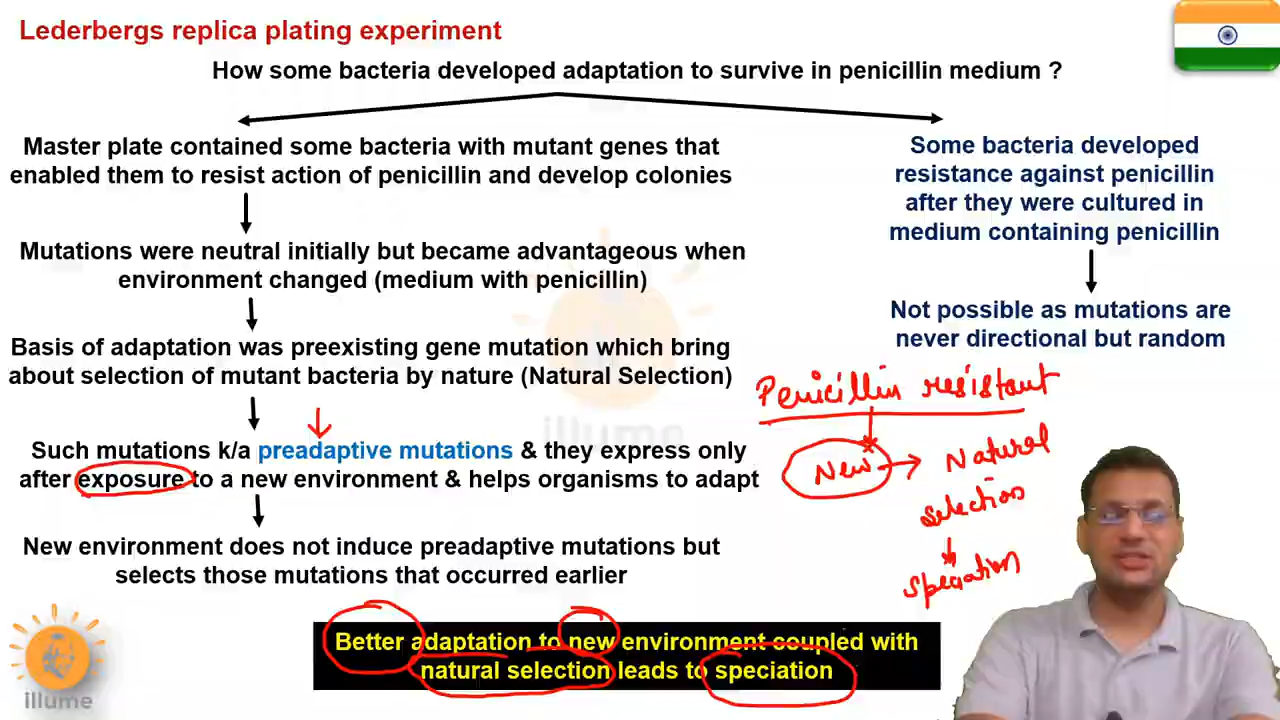 Lederbergs replica plating experiment
How some bacteria developed adaptation to survive in penicillin medium ?
Master plate contained some bacteria with mutant genes that
enabled them to resist action of penicillin and develop colonies
Mutations were neutral initially but became advantageous when
environment changed (medium with penicillin)
Basis of adaptation was preexisting gene mutation which bring
about selection of mutant bacteria by nature (Natural Selection)
Such mutations k/a preadaptive mutations & they express only
after exposure to a new environment & helps organisms to adapt
New environment does not induce preadaptive mutations but
selects those mutations that occurred earlier
Some bacteria developed
resistance against penicillin
after they were cultured in
medium containing penicillin
Not possible as mutations are
never directional but random
Penicillin resistant
New
Natural
selection
Speciation
Better adaptation to new environment coupled with
natural selection leads to speciation
illume
illume